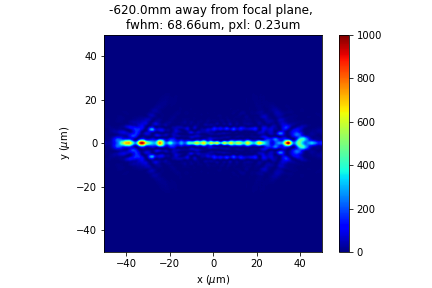 -620.0mm away from focal plane,
fwhm: 68.66um, pxl: 0.23um
40
20
0
−20
−40
y (μm)
−40 −20 0 20 40
x (μm)
1000
800
600
400
200
0